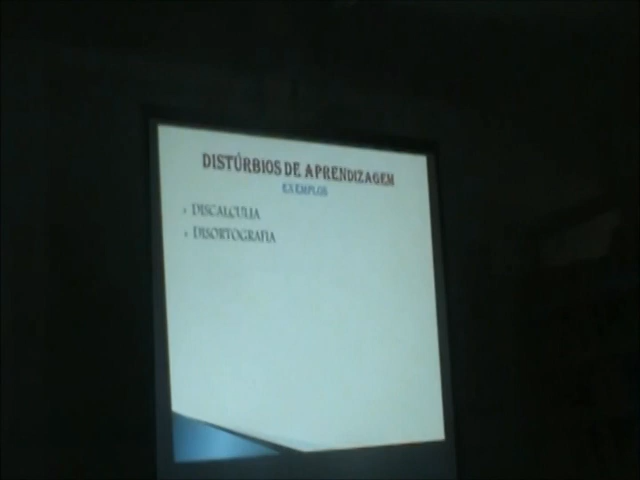 DISTÚRBIOS DE APRENDIZAGEM
EXEMPLOS
DISCALCULIA
DISORTOGRAFIA